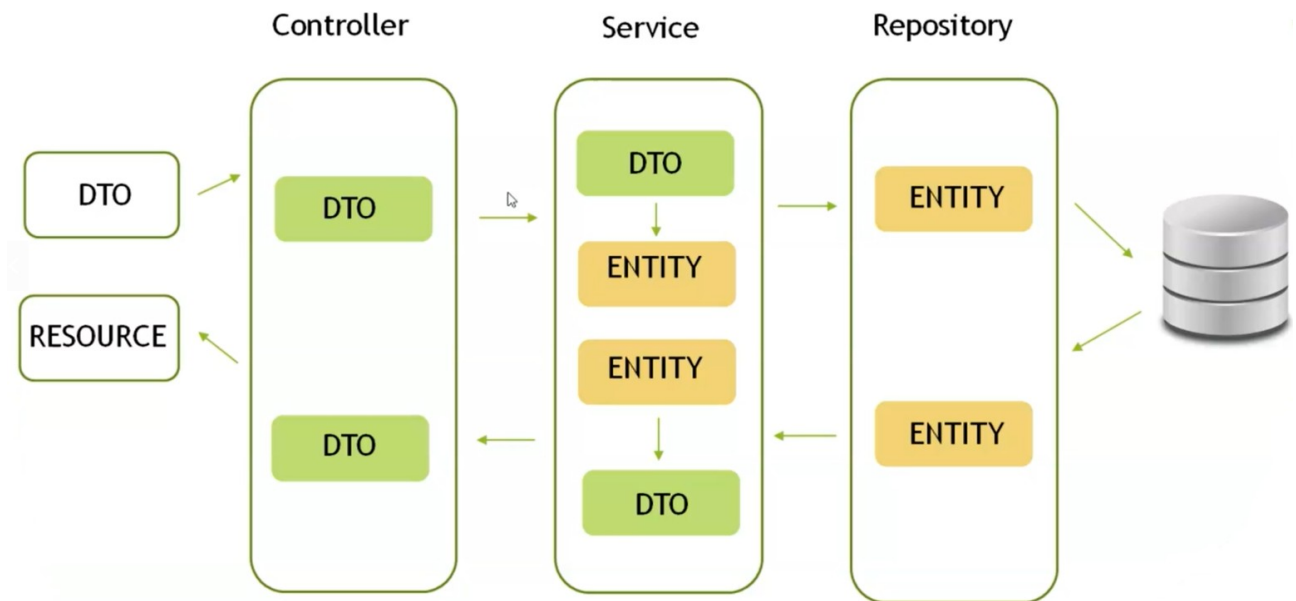 Controller
Service
Repository
DTO
RESOURCE
DTO
DTO
DTO
ENTITY
ENTITY
DTO
ENTITY
ENTITY